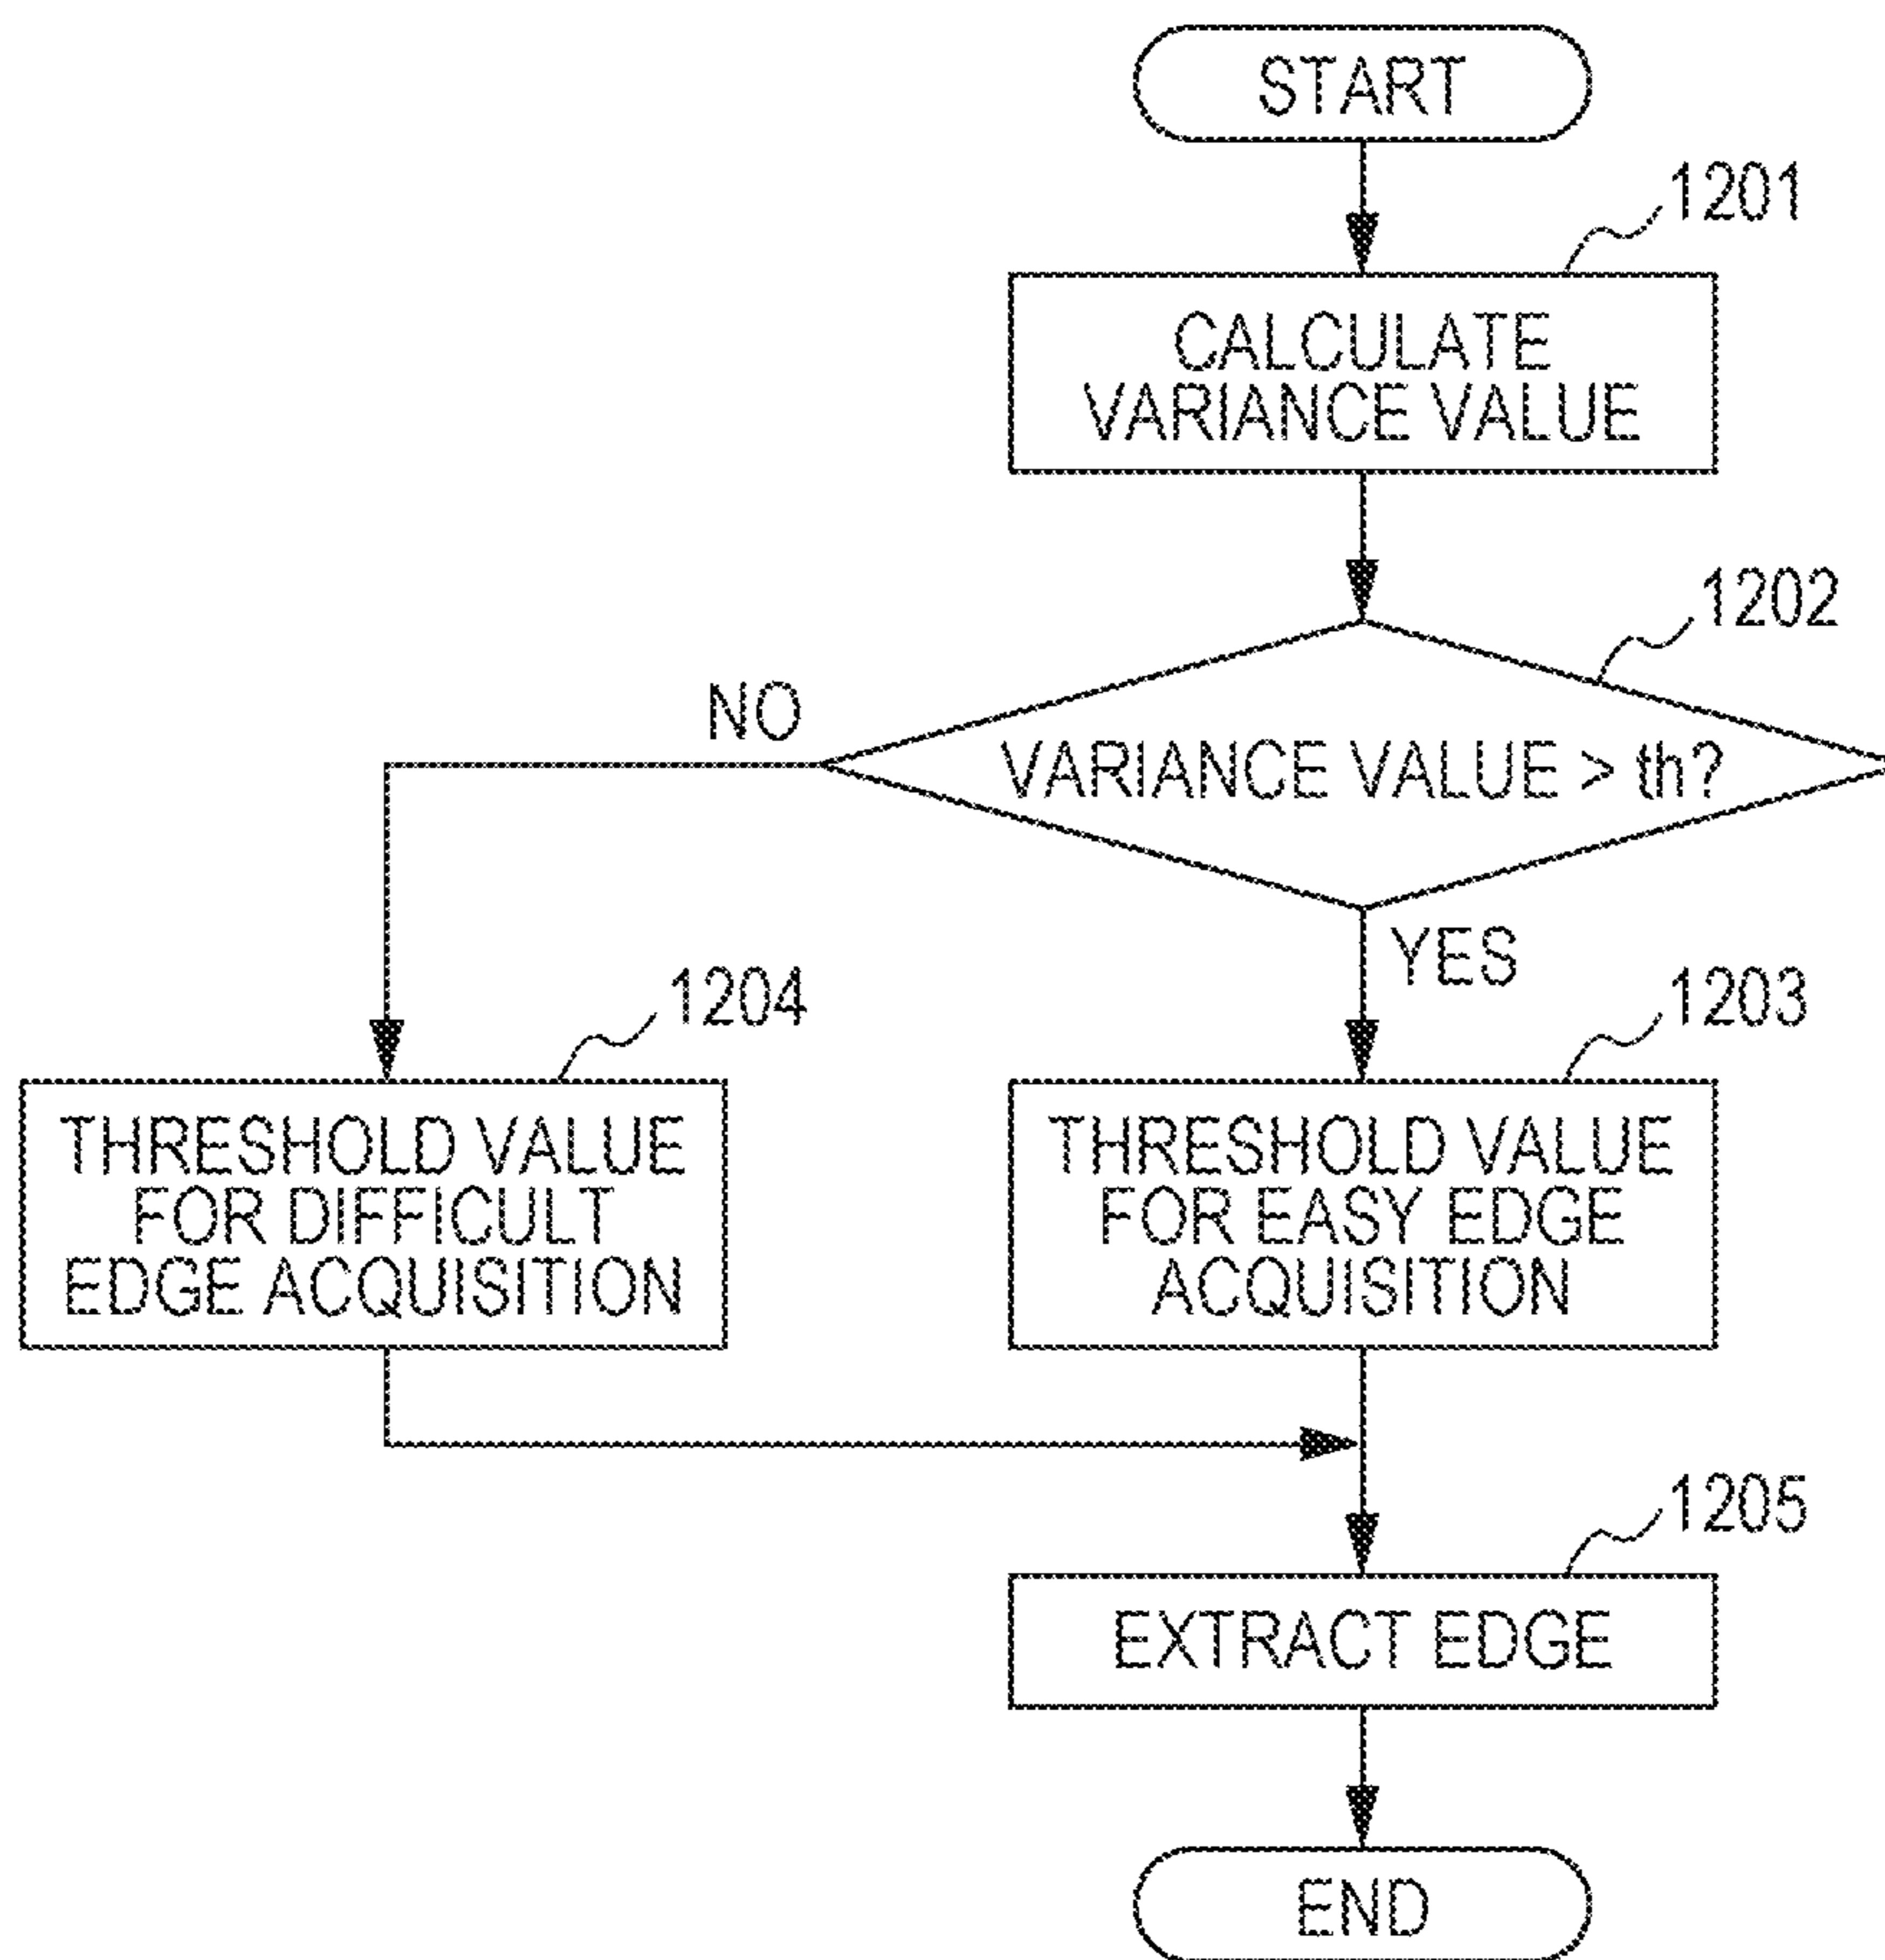 START
1201
CALCULATE
VARIANCE VALUE
1202
NO
VARIANCE VALUE > th?
YES
1204
1203
THRESHOLD VALUE
FOR DIFFICULT
EDGE ACQUISITION
THRESHOLD VALUE
FOR EASY EDGE
ACQUISITION
1205
EXTRACT EDGE
END